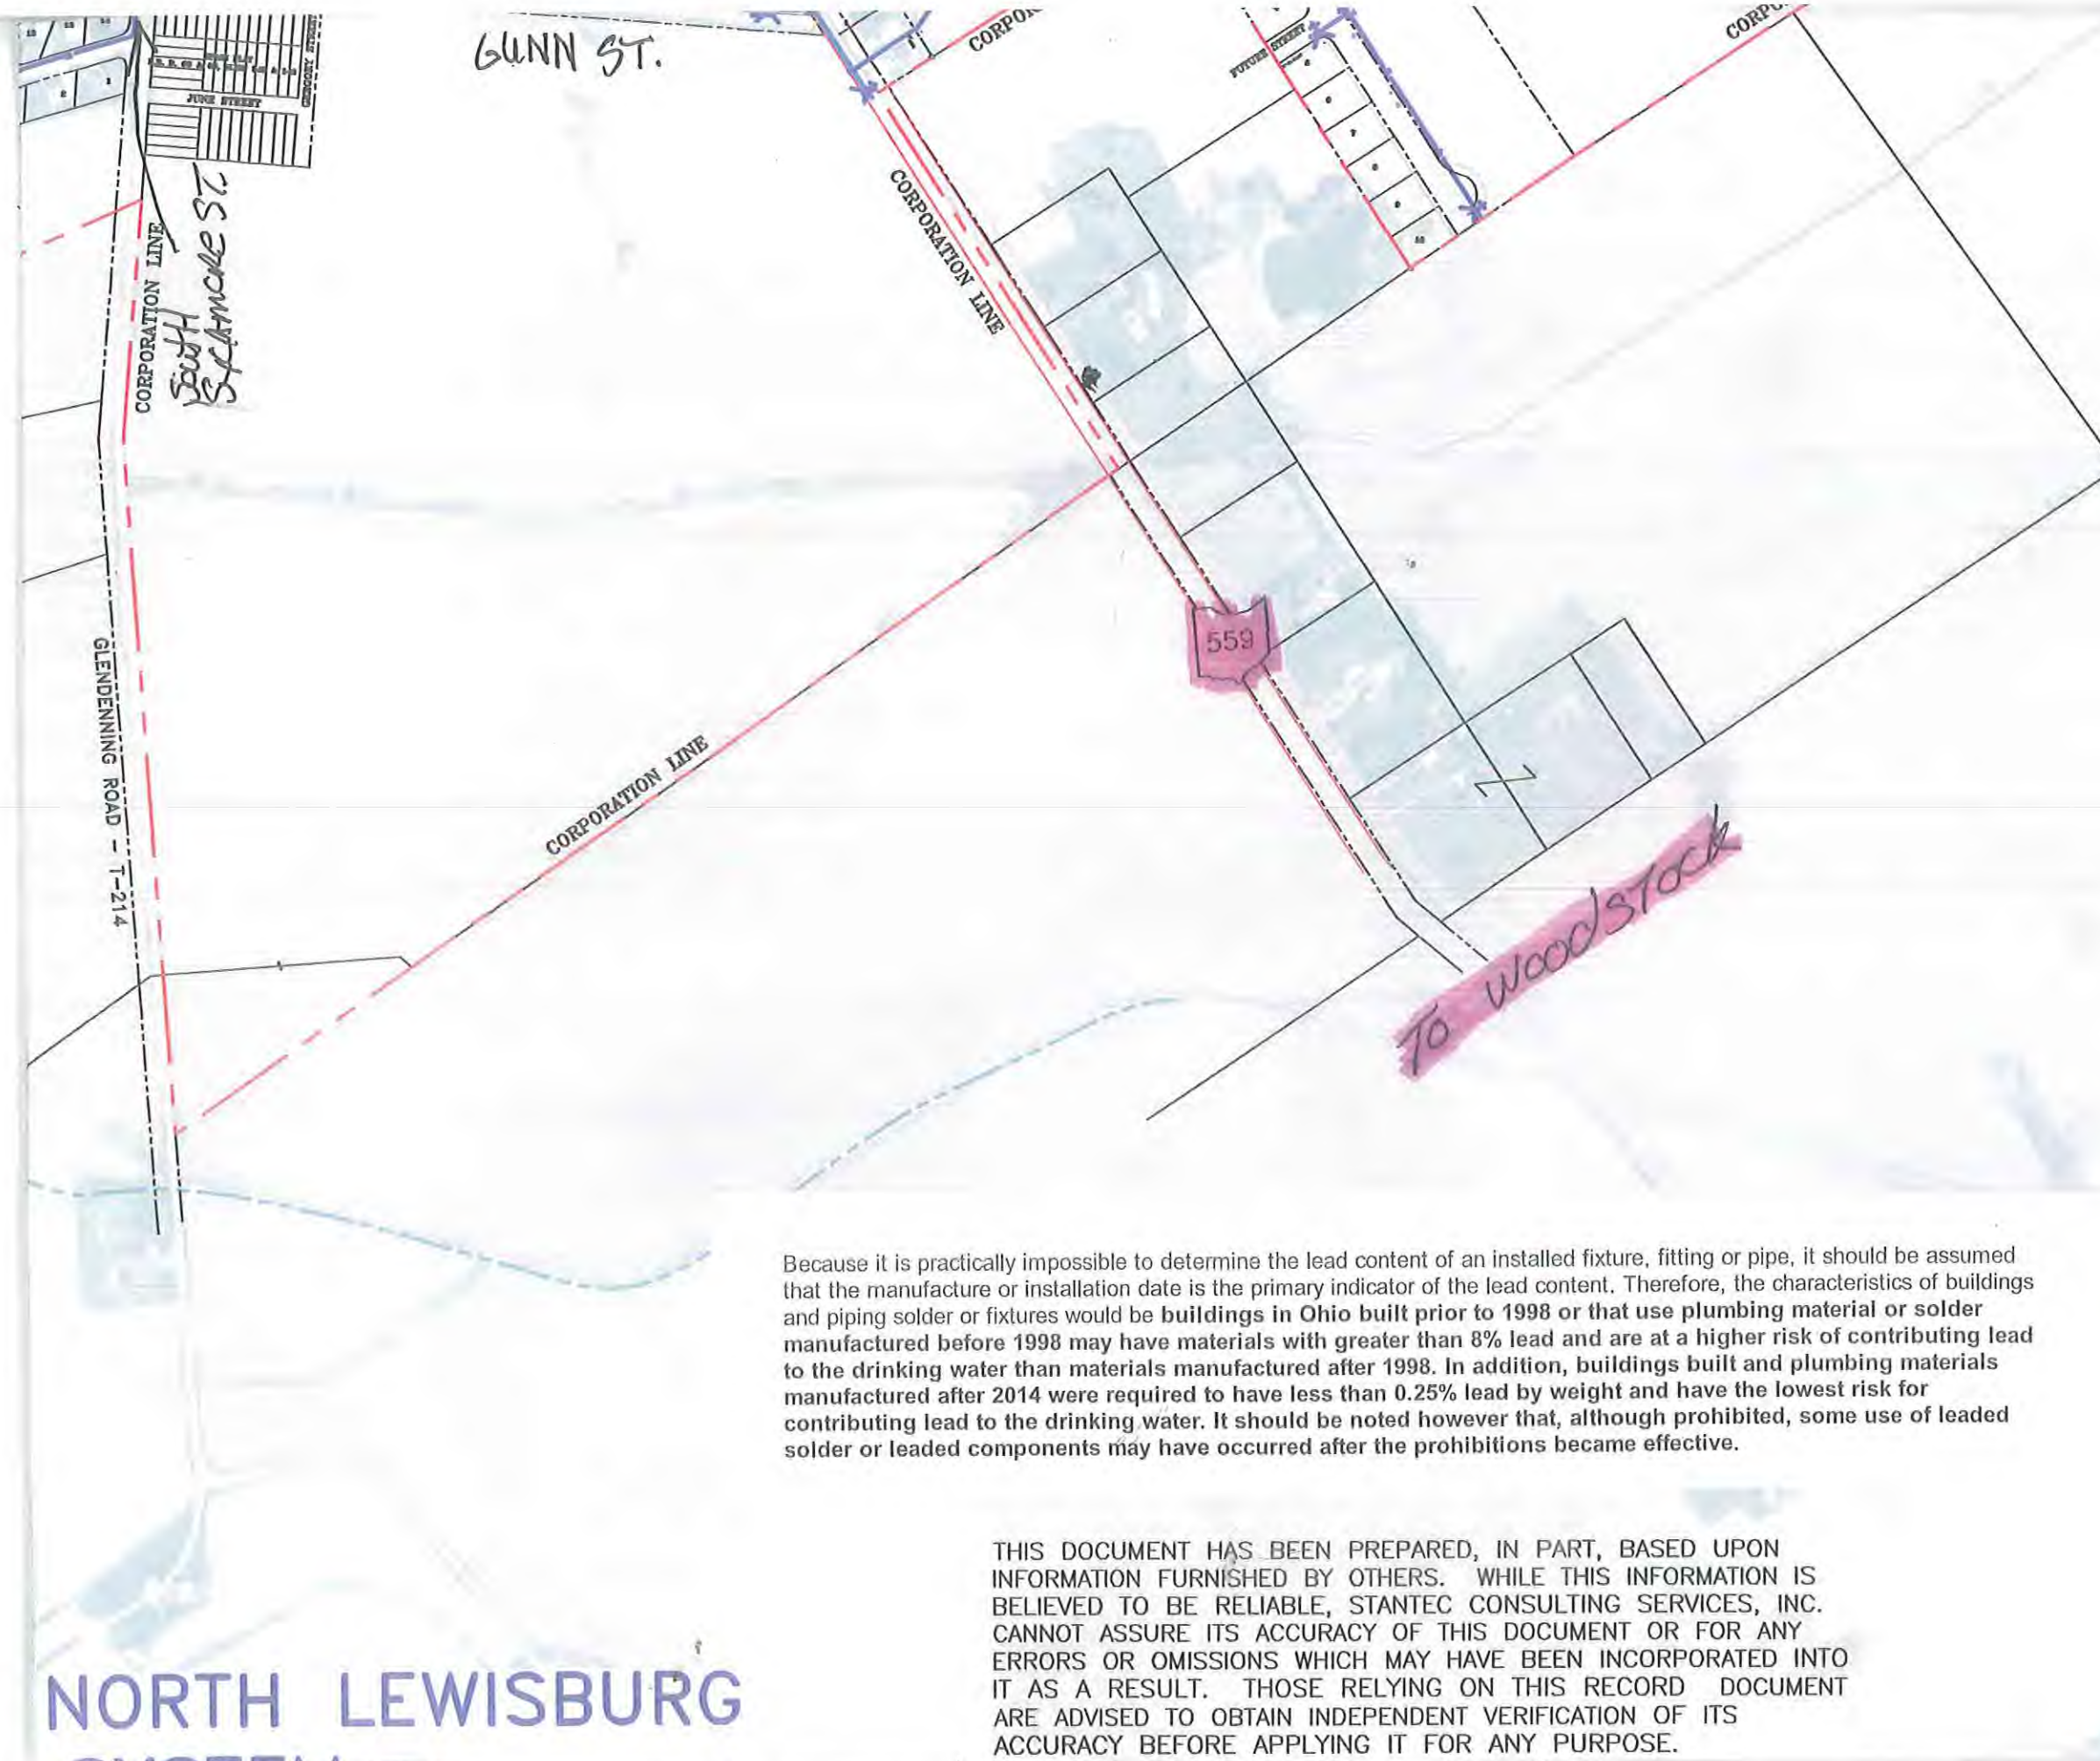 GUNN ST.
CORPO
FUTURE STREET
CORPO
GREGORY STREET
JUNE STREET
CORPORATION LINE
SOUTH
SYCAMORE ST.
CORPORATION LINE
559
GLENDENNING ROAD - T-214
CORPORATION LINE
TO WOODSTOCK
Because it is practically impossible to determine the lead content of an installed fixture, fitting or pipe, it should be assumed
that the manufacture or installation date is the primary indicator of the lead content. Therefore, the characteristics of buildings
and piping solder or fixtures would be buildings in Ohio built prior to 1998 or that use plumbing material or solder
manufactured before 1998 may have materials with greater than 8% lead and are at a higher risk of contributing lead
to the drinking water than materials manufactured after 1998. In addition, buildings built and plumbing materials
manufactured after 2014 were required to have less than 0.25% lead by weight and have the lowest risk for
contributing lead to the drinking water. It should be noted however that, although prohibited, some use of leaded
solder or leaded components may have occurred after the prohibitions became effective.
THIS DOCUMENT HAS BEEN PREPARED, IN PART, BASED UPON
INFORMATION FURNISHED BY OTHERS. WHILE THIS INFORMATION IS
BELIEVED TO BE RELIABLE, STANTEC CONSULTING SERVICES, INC.
CANNOT ASSURE ITS ACCURACY OF THIS DOCUMENT OR FOR ANY
ERRORS OR OMISSIONS WHICH MAY HAVE BEEN INCORPORATED INTO
IT AS A RESULT. THOSE RELYING ON THIS RECORD DOCUMENT
ARE ADVISED TO OBTAIN INDEPENDENT VERIFICATION OF ITS
ACCURACY BEFORE APPLYING IT FOR ANY PURPOSE.
NORTH LEWISBURG